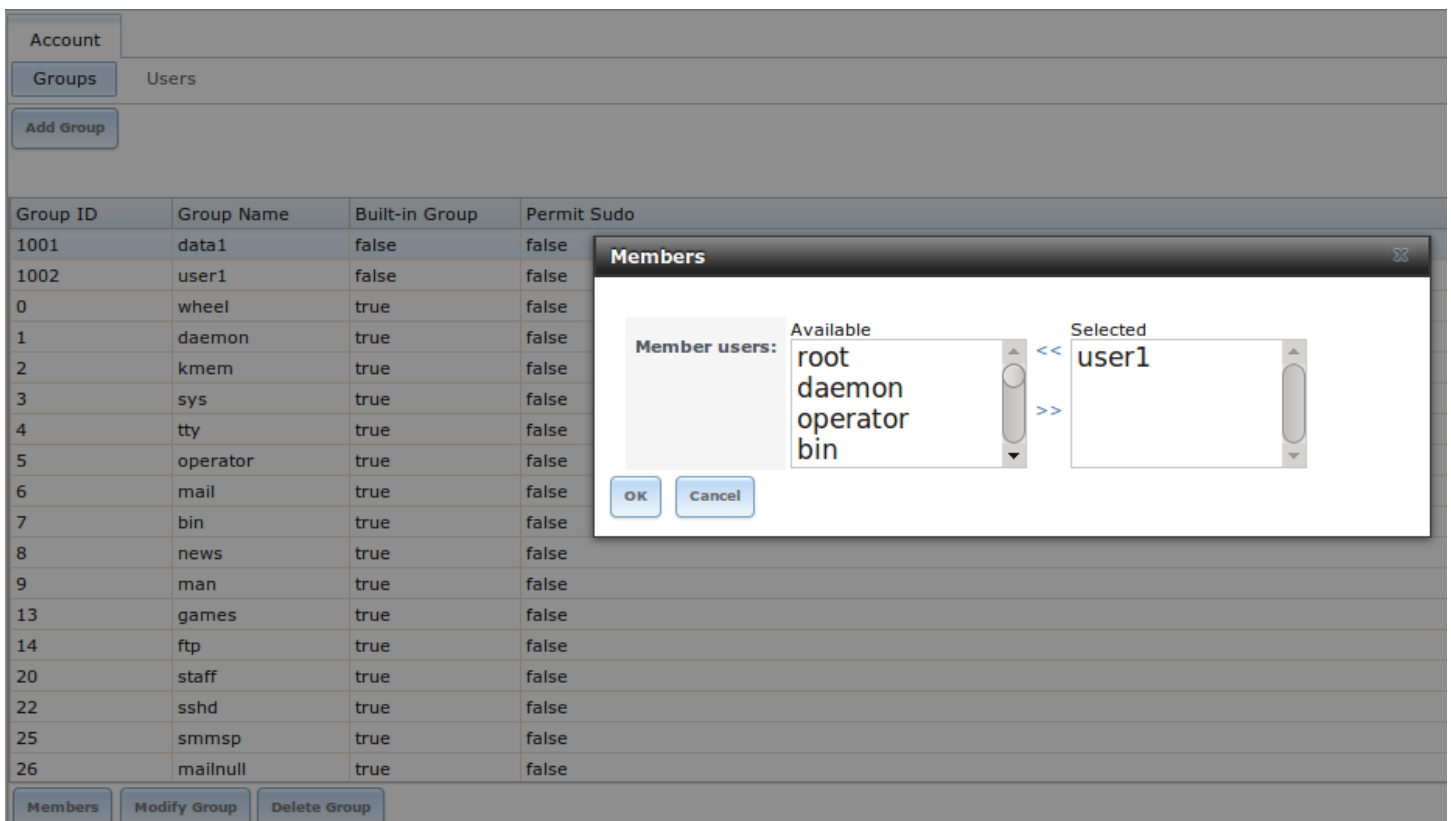 Account
Groups Users
Add Group
Group ID Group Name Built-in Group Permit Sudo
1001 data1 false false
1002 user1 false false
0 wheel true false
1 daemon true false
2 kmem true false
3 sys true false
4 tty true false
5 operator true false
6 mail true false
7 bin true false
8 news true false
9 man true false
13 games true false
14 ftp true false
20 staff true false
22 sshd true false
25 smmsp true false
26 mailnull true false
Members Modify Group Delete Group
Members
Available Selected
Member users:
root
daemon
operator
bin
<<
>>
user1
OK Cancel